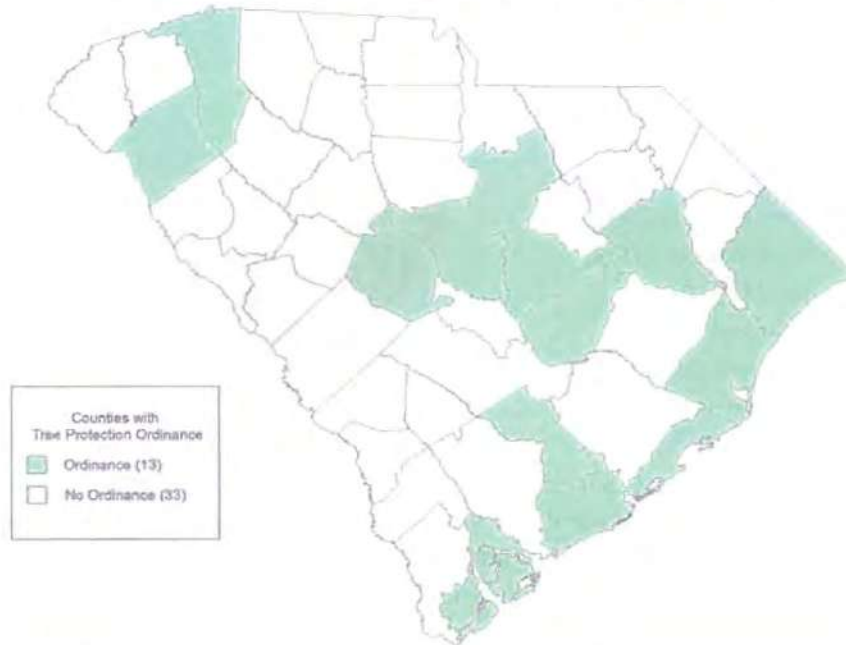 Counties with
Tree Protection Ordinance
Ordinance (13)
No Ordinance (33)